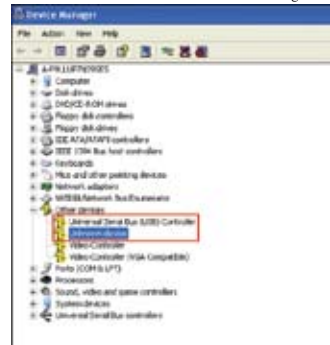 Device Manager
File Action View Help
Computer
Disk drives
DVD/CD-ROM drives
Floppy disk controllers
Floppy disk drives
IDE ATA/ATAPI controllers
IEEE 1394 Bus host controllers
Keyboards
Mice and other pointing devices
Network adapters
Other devices
Universal Serial Bus (USB) Controller
Unknown device
Video Controller
Video Controller (VGA Compatible)
Ports (COM & LPT)
Processors
Sound, video and game controllers
System devices
Universal Serial Bus controllers